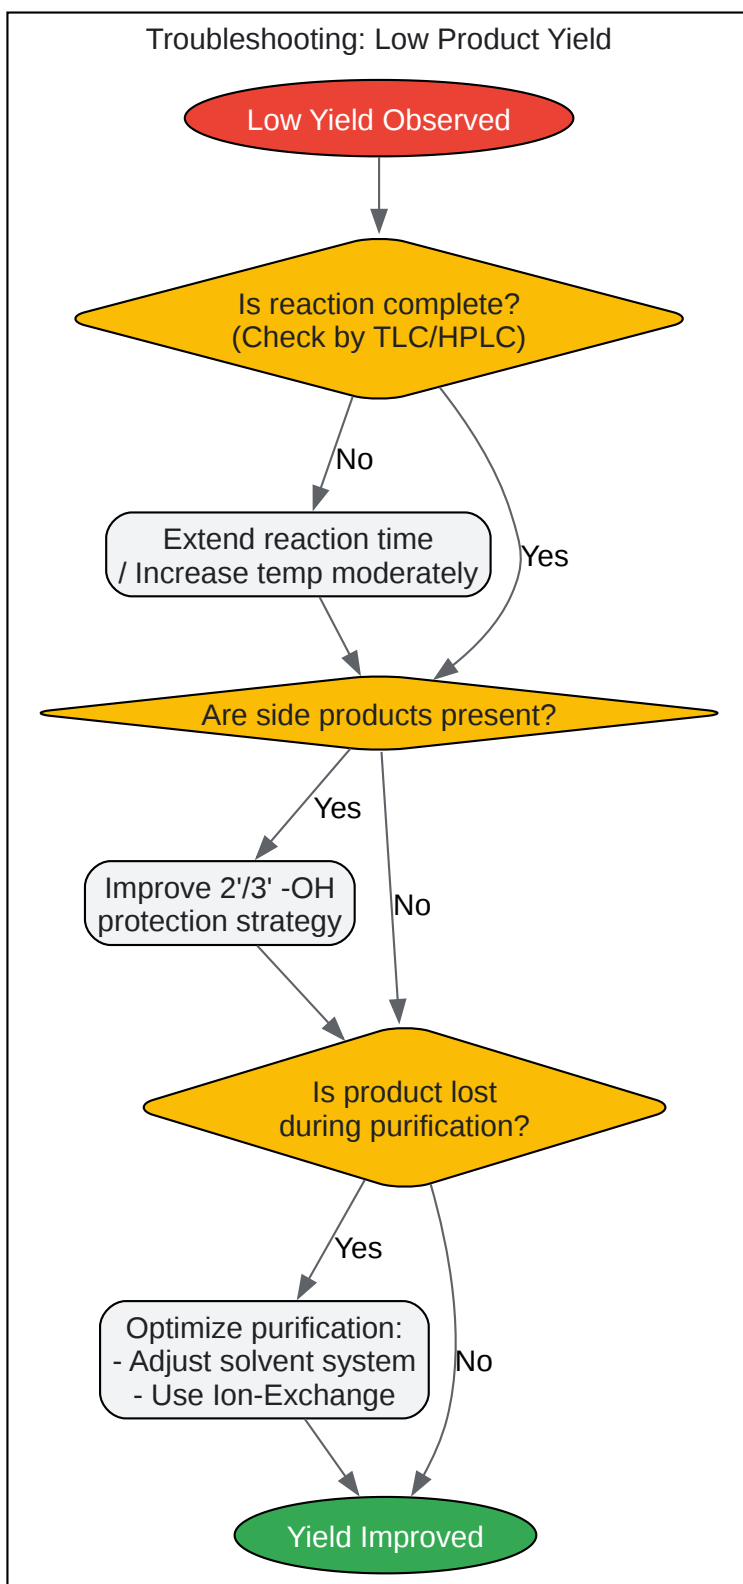 Troubleshooting: Low Product Yield
Low Yield Observed
Is reaction complete?
(Check by TLC/HPLC)
No
Extend reaction time
/ Increase temp moderately
Yes
Are side products present?
Yes
Improve 2'/3' -OH
protection strategy
No
Is product lost
during purification?
Yes
Optimize purification:
- Adjust solvent system
- Use Ion-Exchange
No
Yield Improved